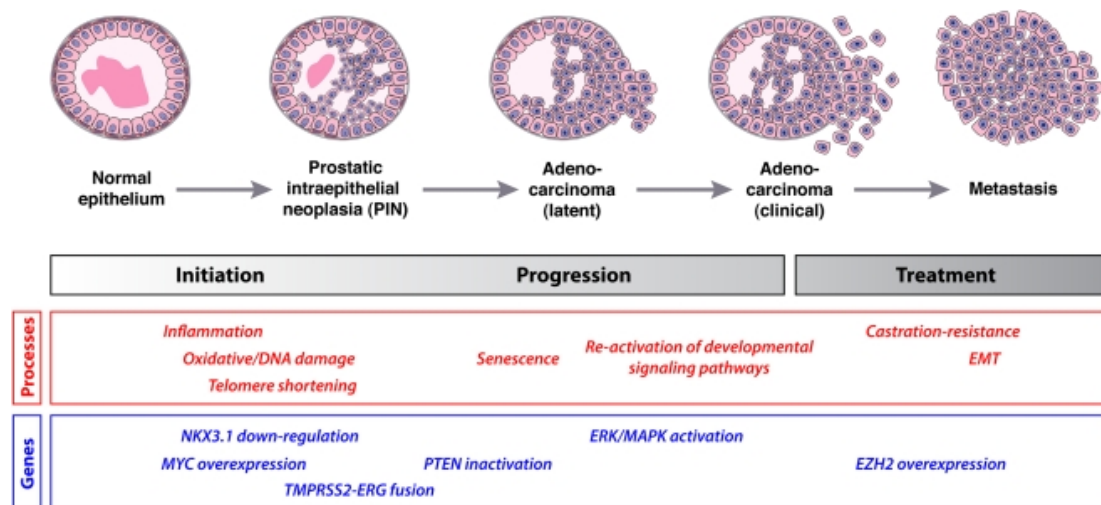 Normal
epithelium
Prostatic
intraepithelial
neoplasia (PIN)
Adeno-
carcinoma
(latent)
Adeno-
carcinoma
(clinical)
Metastasis
Initiation
Progression
Treatment
Processes
Inflammation
Oxidative/DNA damage
Telomere shortening
Senescence
Re-activation of developmental
signaling pathways
Castration-resistance
EMT
Genes
NKX3.1 down-regulation
MYC overexpression
TMPRSS2-ERG fusion
PTEN inactivation
ERK/MAPK activation
EZH2 overexpression